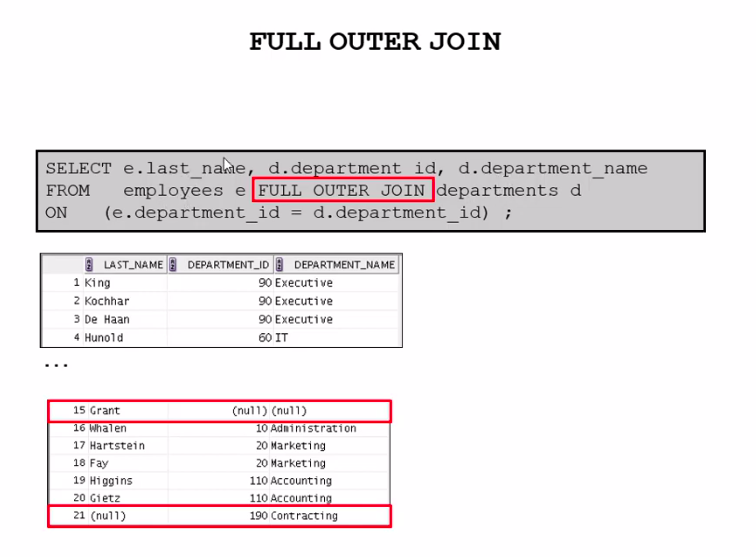 FULL OUTER JOIN
SELECT e.last_name, d.department_id, d.department_name
FROM employees e FULL OUTER JOIN departments d
ON (e.department_id = d.department_id) ;
LAST_NAME DEPARTMENT_ID DEPARTMENT_NAME
1 King 90 Executive
2 Kochhar 90 Executive
3 De Haan 90 Executive
4 Hunold 60 IT
...
15 Grant (null) (null)
16 Whalen 10 Administration
17 Hartstein 20 Marketing
18 Fay 20 Marketing
19 Higgins 110 Accounting
20 Gietz 110 Accounting
21 (null) 190 Contracting